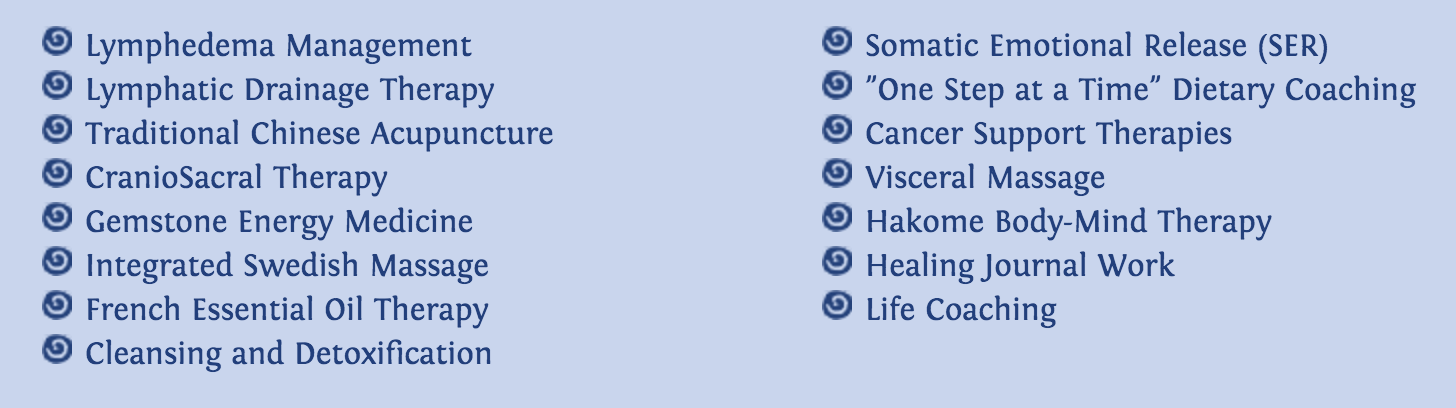 Lymphedema Management
Lymphatic Drainage Therapy
Traditional Chinese Acupuncture
CranioSacral Therapy
Gemstone Energy Medicine
Integrated Swedish Massage
French Essential Oil Therapy
Cleansing and Detoxification
Somatic Emotional Release (SER)
"One Step at a Time" Dietary Coaching
Cancer Support Therapies
Visceral Massage
Hakome Body-Mind Therapy
Healing Journal Work
Life Coaching